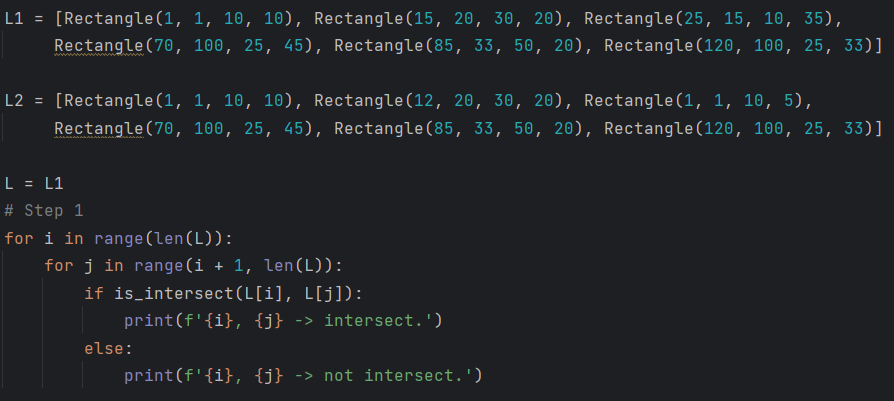 L1 = [Rectangle(1, 1, 10, 10), Rectangle(15, 20, 30, 20), Rectangle(25, 15, 10, 35),
Rectangle(70, 100, 25, 45), Rectangle(85, 33, 50, 20), Rectangle(120, 100, 25, 33)]
L2 = [Rectangle(1, 1, 10, 10), Rectangle(12, 20, 30, 20), Rectangle(1, 1, 10, 5),
Rectangle(70, 100, 25, 45), Rectangle(85, 33, 50, 20), Rectangle(120, 100, 25, 33)]
L = L1
# Step 1
for i in range(len(L)):
for j in range(i + 1, len(L)):
if is_intersect(L[i], L[j]):
print(f'{i}, {j} -> intersect.')
else:
print(f'{i}, {j} -> not intersect.')